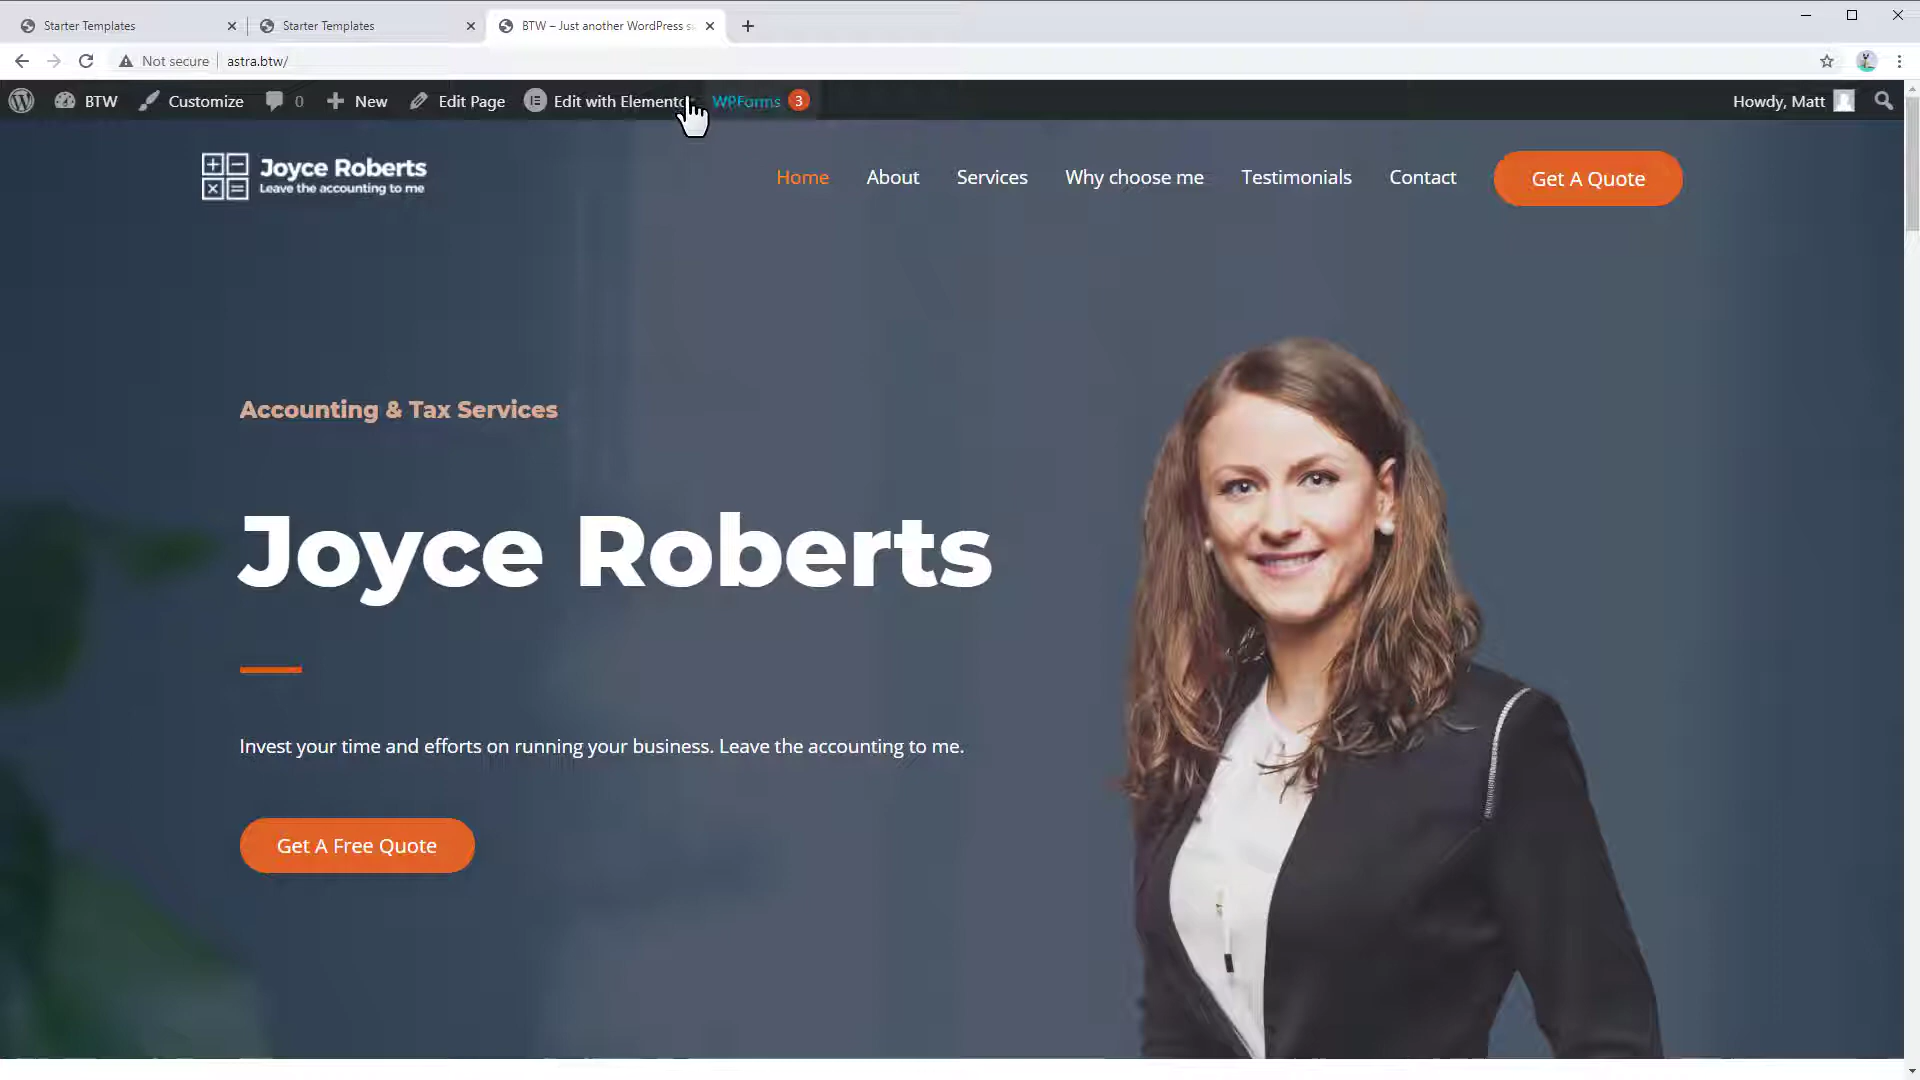 Starter Templates
Starter Templates
BTW – Just another WordPress s
Not secure
astra.btw/
BTW
Customize
0
New
Edit Page
Edit with Elemento
WPForms
3
Howdy, Matt
Joyce Roberts
Leave the accounting to me
Home
About
Services
Why choose me
Testimonials
Contact
Get A Quote
Accounting & Tax Services
Joyce Roberts
Invest your time and efforts on running your business. Leave the accounting to me.
Get A Free Quote